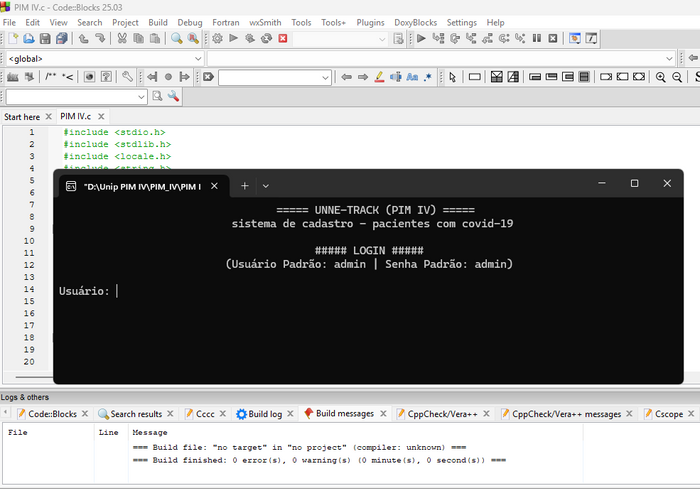 PIM IV.c - Code::Blocks 25.03
File Edit View Search Project Build Debug Fortran wxSmith Tools Tools+ Plugins DoxyBlocks Settings Help
<global>
/** *< Aa .*
Start here PIM IV.c
1 #include <stdio.h>
2 #include <stdlib.h>
3 #include <locale.h>
4 #include <string.h>
5
6
7
8
9
10
11
12
13
14
15
16
17
18
19
20
"D:\Unip PIM IV\PIM_IV\PIM I
===== UNNE-TRACK (PIM IV) =====
sistema de cadastro - pacientes com covid-19
##### LOGIN #####
(Usuário Padrão: admin | Senha Padrão: admin)
Usuário:
Logs & others
Code::Blocks Search results Cccc Build log Build messages CppCheck/Vera++ CppCheck/Vera++ messages Cscope
File Line Message
=== Build file: "no target" in "no project" (compiler: unknown) ===
=== Build finished: 0 error(s), 0 warning(s) (0 minute(s), 0 second(s)) ===